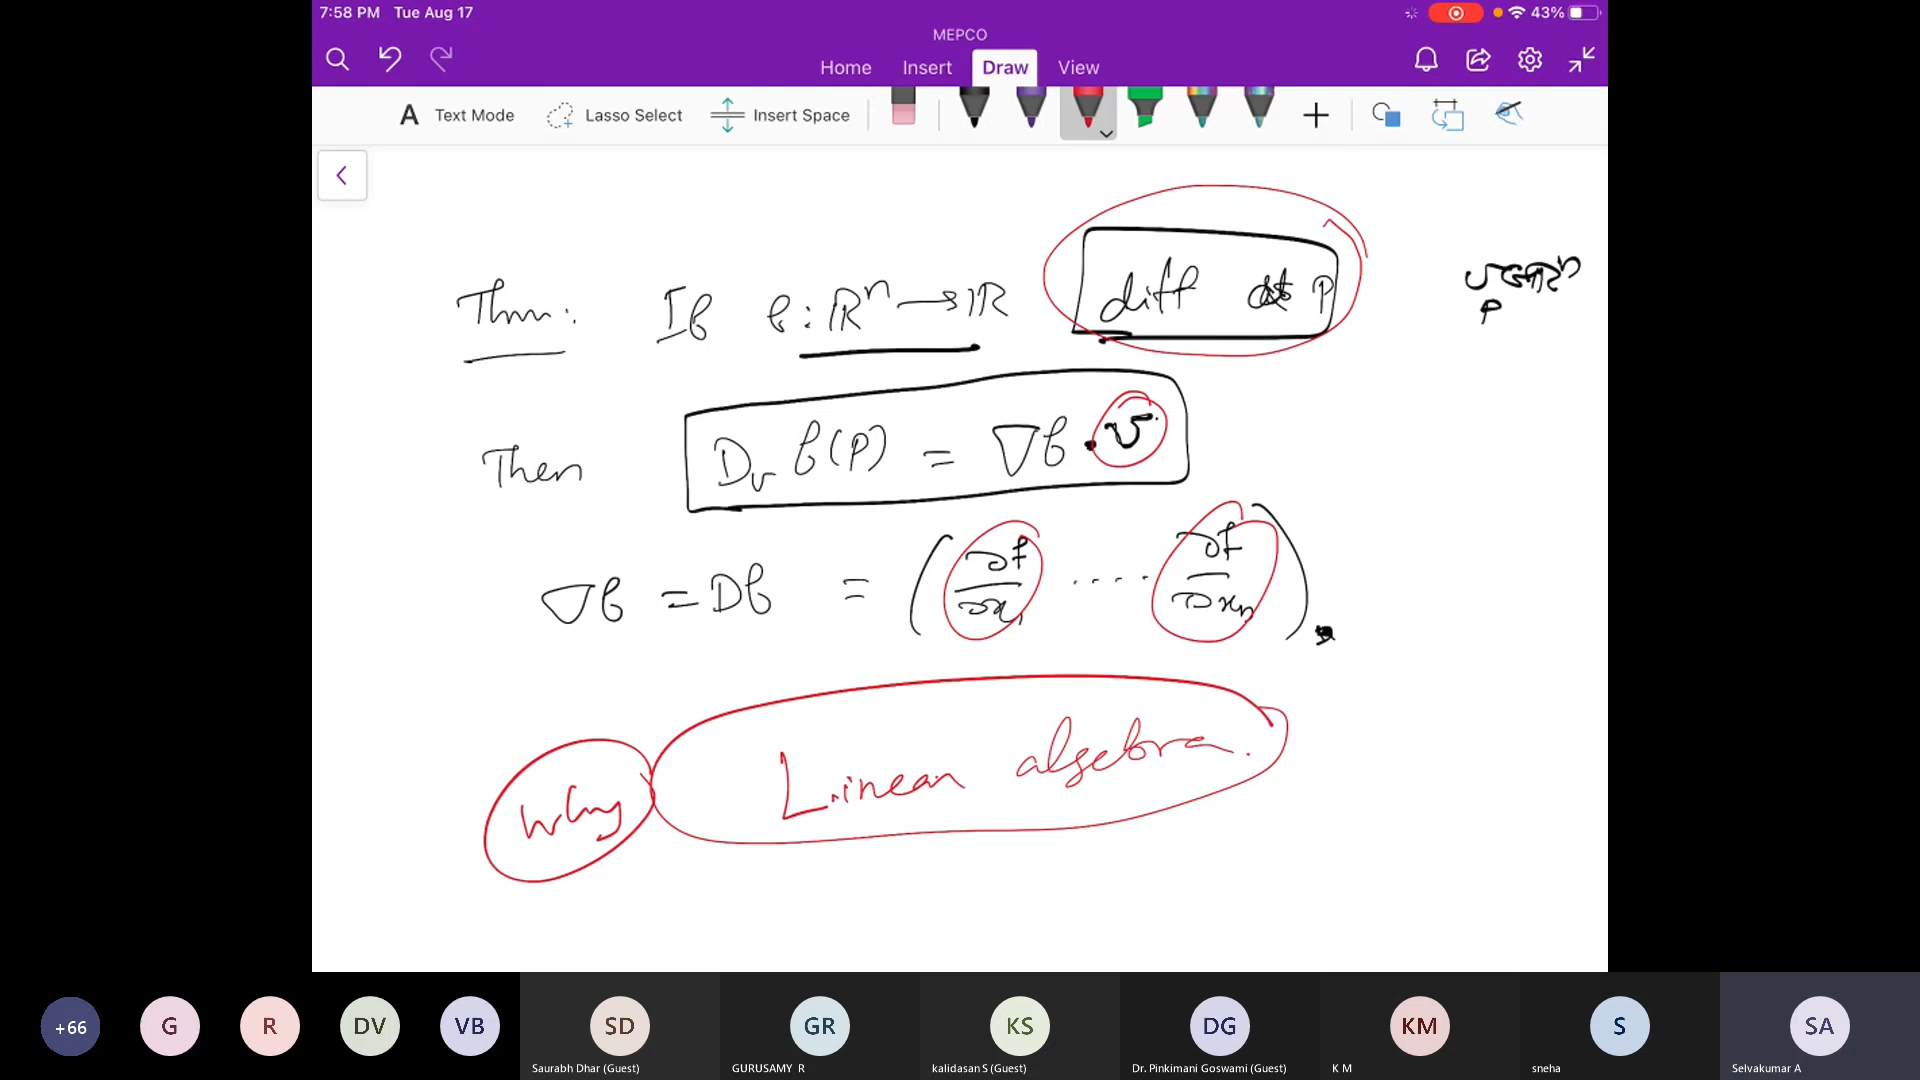 7:58 PM Tue Aug 17 43%
MEPCO
Home Insert Draw View
A Text Mode Lasso Select Insert Space
Thm: If f: ℝⁿ → ℝ diff at P v ∈ ℝⁿ
P
Then D_v f(P) = ∇f · v
∇f = Df = (∂f/∂x₁ ..... ∂f/∂xₙ).
Why Linear algebra.
+66 G R DV VB SD GR KS DG KM S SA
Saurabh Dhar (Guest) GURUSAMY R kalidasan S (Guest) Dr. Pinkimani Goswami (Guest) K M sneha Selvakumar A